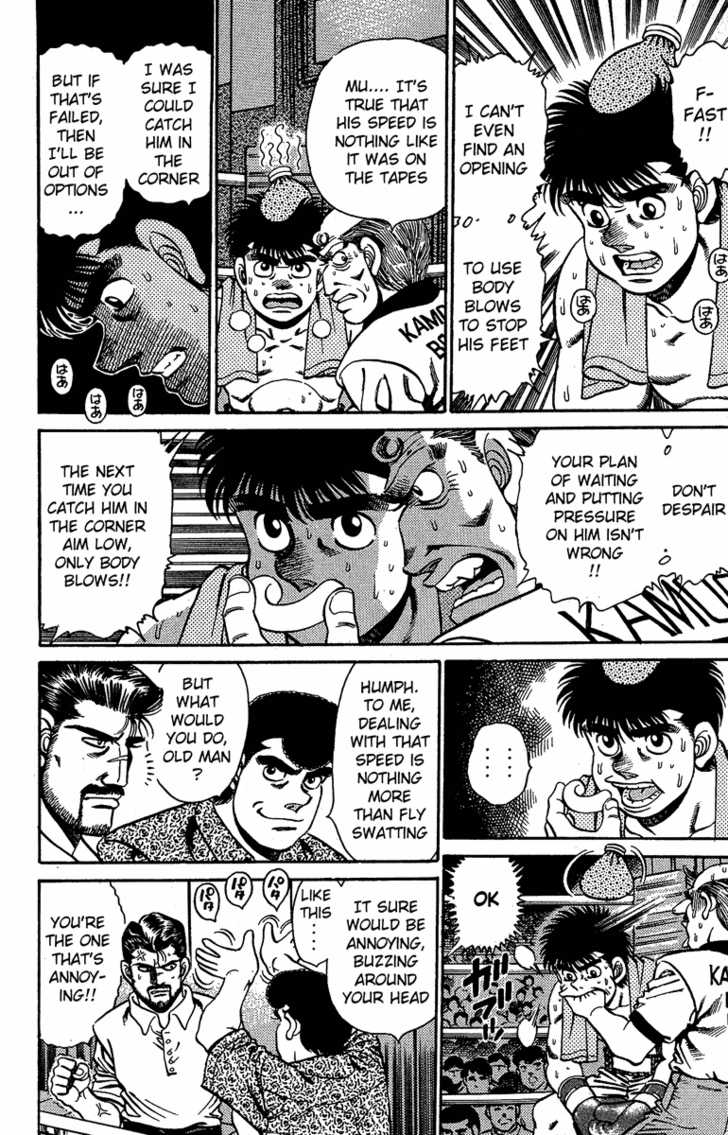 F-
FAST
!!
I CAN'T
EVEN
FIND AN
OPENING
TO USE
BODY
BLOWS
TO STOP
HIS FEET
はあ
はあ
はあ
MU.... IT'S
TRUE THAT
HIS SPEED IS
NOTHING LIKE
IT WAS ON
THE TAPES
KAMO
BO
I WAS
SURE I
COULD
CATCH
HIM IN
THE
CORNER
BUT IF
THAT'S
FAILED,
THEN
I'LL BE
OUT OF
OPTIONS
...
はあ
はあ
はあ
DON'T
DESPAIR
YOUR PLAN
OF WAITING
AND PUTTING
PRESSURE
ON HIM ISN'T
WRONG
!!
THE NEXT
TIME YOU
CATCH HIM IN
THE CORNER
AIM LOW,
ONLY BODY
BLOWS!!
....
HUMPH.
TO ME,
DEALING
WITH THAT
SPEED IS
NOTHING
MORE
THAN FLY
SWATTING
BUT
WHAT
WOULD
YOU DO,
OLD MAN
?
OK
KA
IT SURE
WOULD BE
ANNOYING,
BUZZING
AROUND
YOUR HEAD
LIKE
THIS
....
YOU'RE
THE ONE
THAT'S
ANNOY-
ING!!